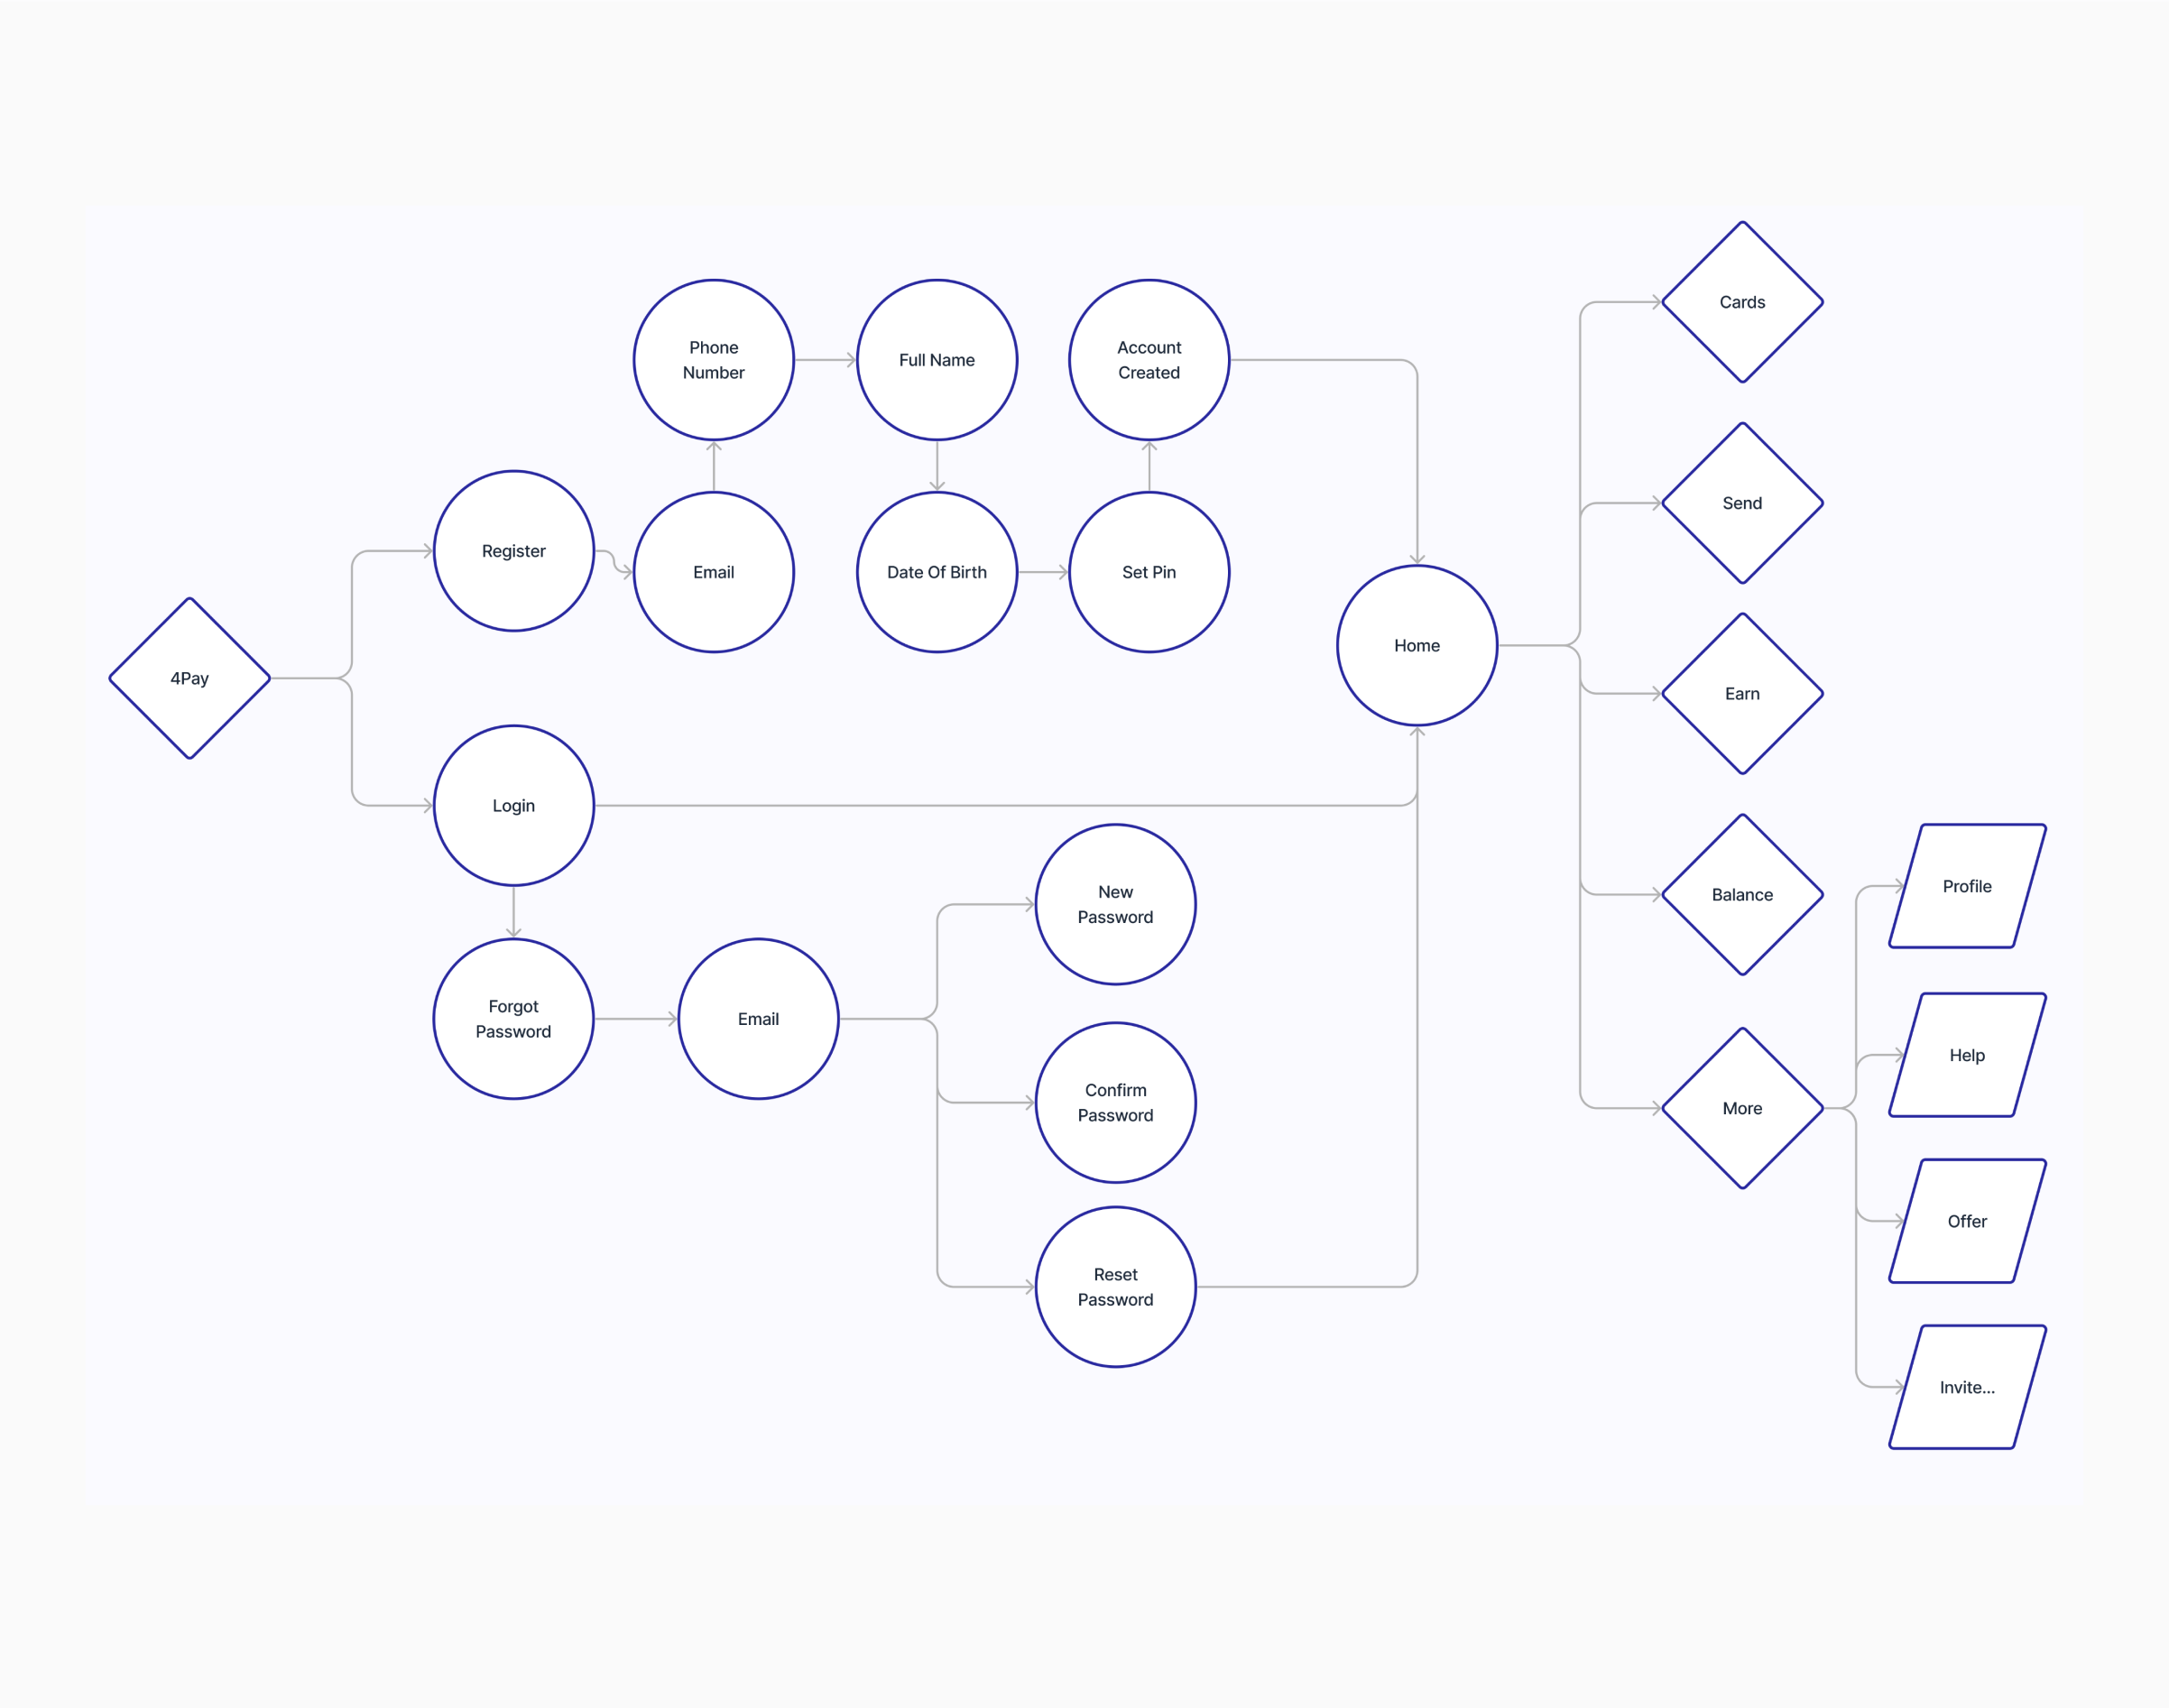 4Pay
Register
Email
Phone
Number
Full Name
Date Of Birth
Set Pin
Account
Created
Login
Forgot
Password
Email
New
Password
Confirm
Password
Reset
Password
Home
Cards
Send
Earn
Balance
More
Profile
Help
Offer
Invite...